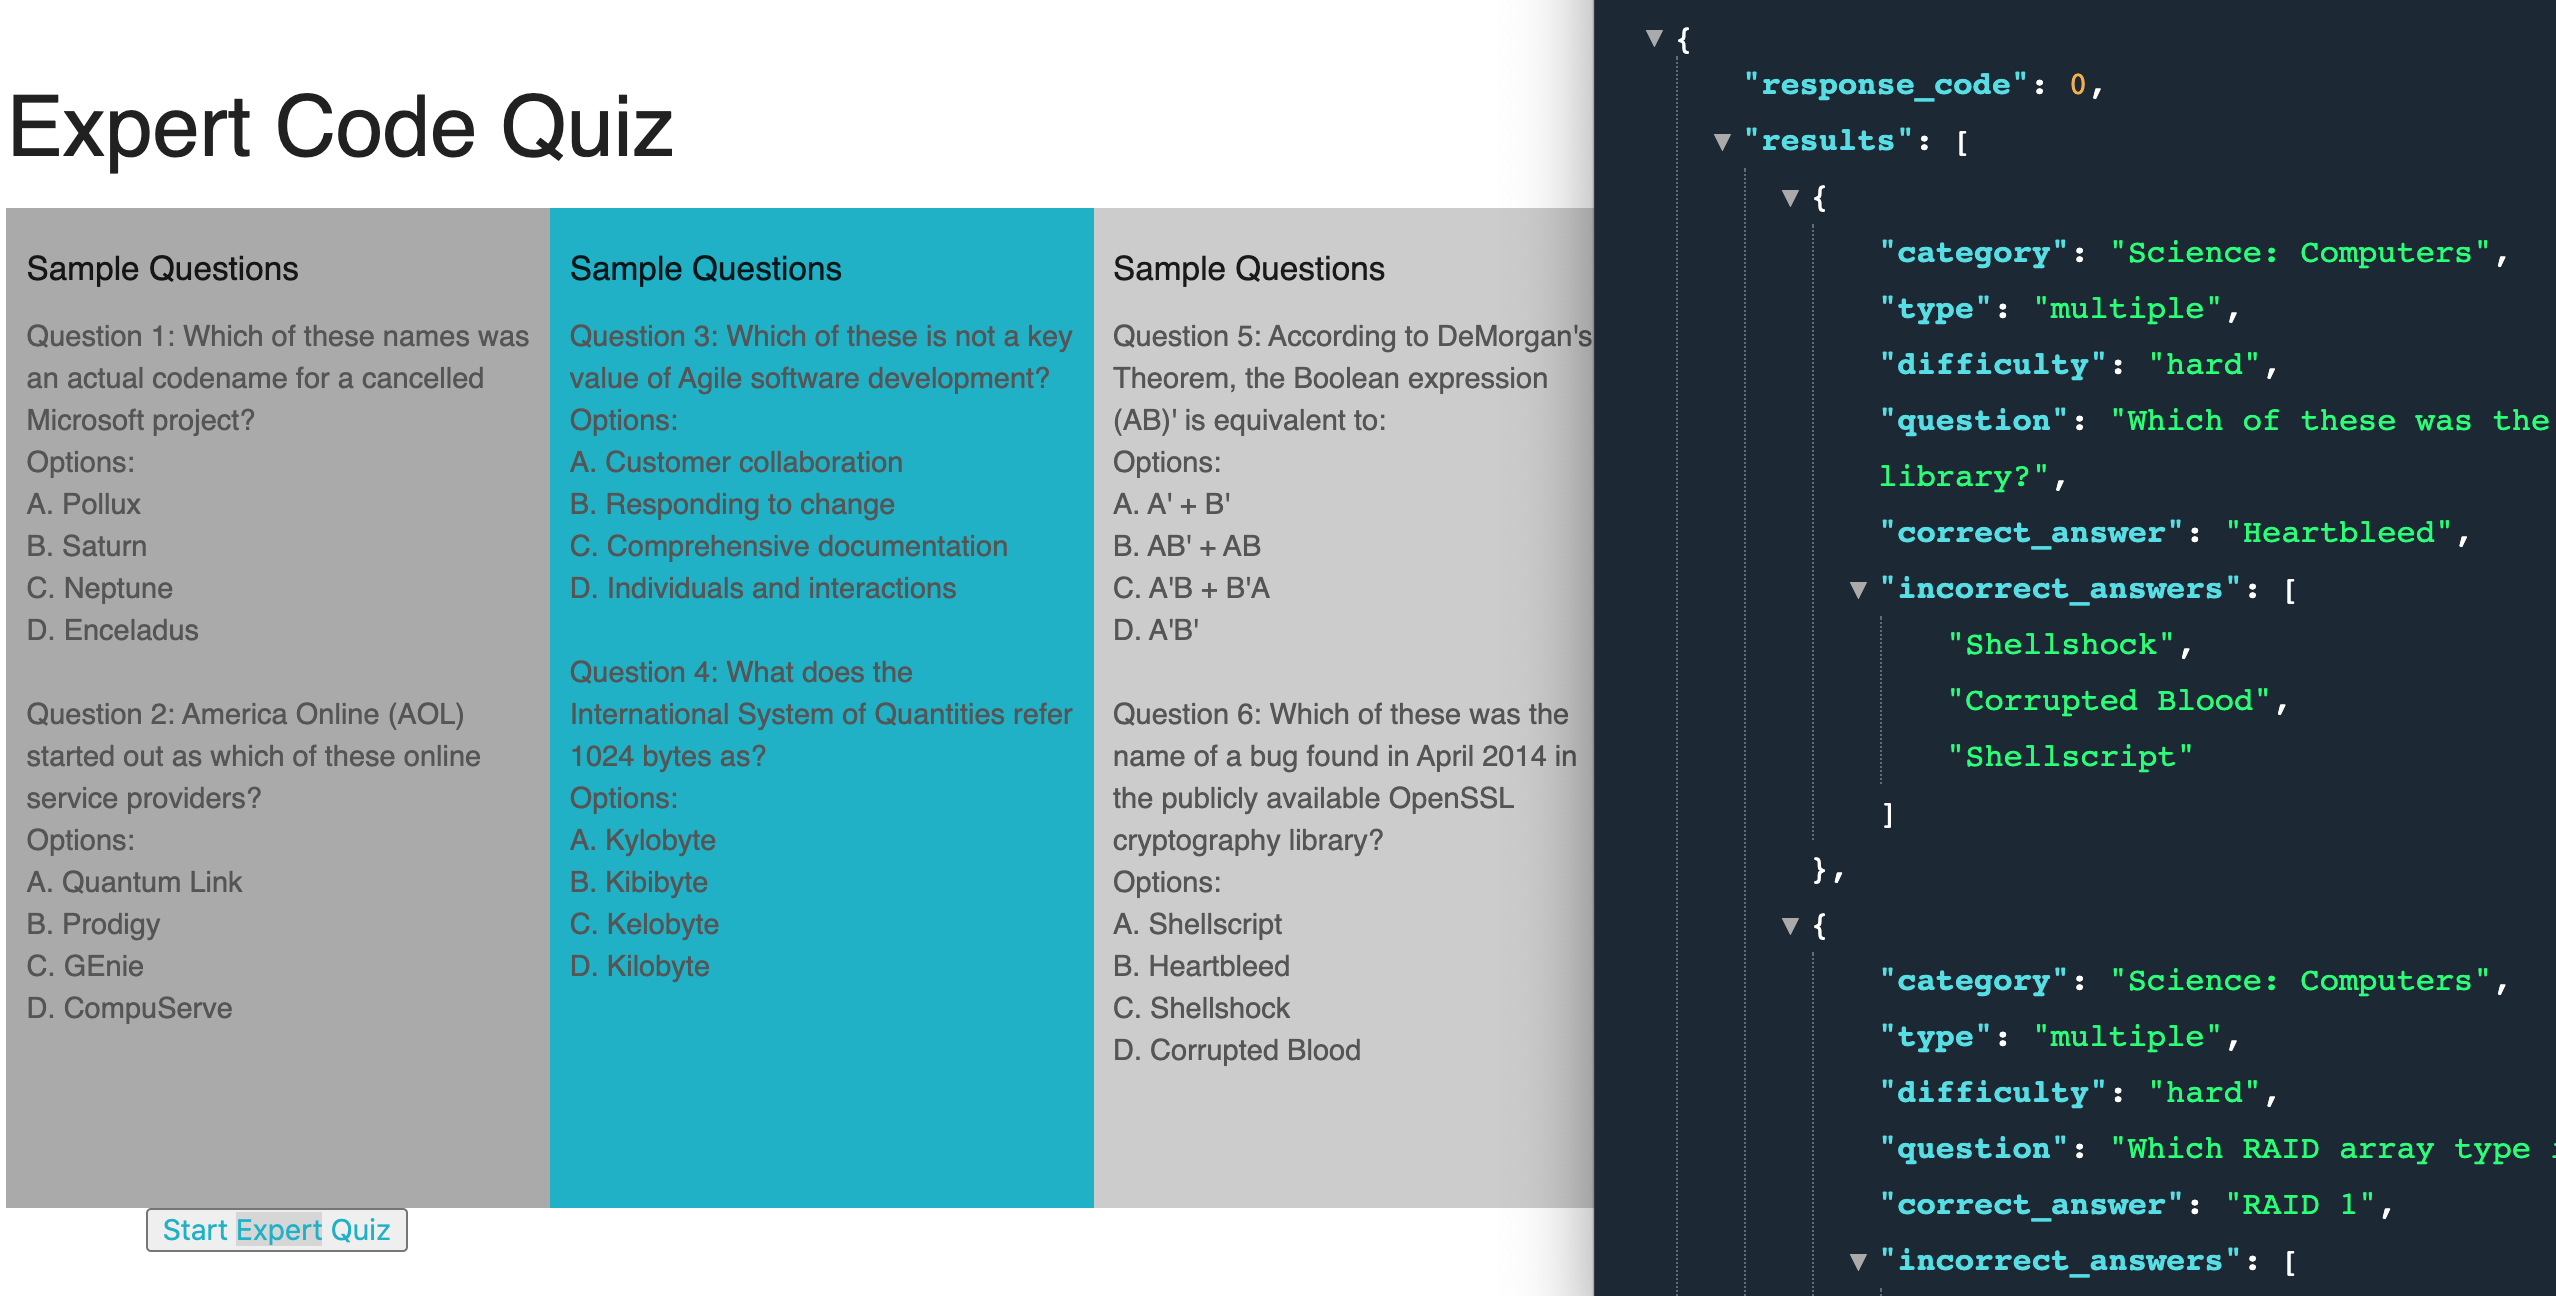 Expert Code Quiz
Sample Questions
Question 1: Which of these names was
an actual codename for a cancelled
Microsoft project?
Options:
A. Pollux
B. Saturn
C. Neptune
D. Enceladus
Question 2: America Online (AOL)
started out as which of these online
service providers?
Options:
A. Quantum Link
B. Prodigy
C. GEnie
D. CompuServe
Sample Questions
Question 3: Which of these is not a key
value of Agile software development?
Options:
A. Customer collaboration
B. Responding to change
C. Comprehensive documentation
D. Individuals and interactions
Question 4: What does the
International System of Quantities refer
1024 bytes as?
Options:
A. Kylobyte
B. Kibibyte
C. Kelobyte
D. Kilobyte
Sample Questions
Question 5: According to DeMorgan's
Theorem, the Boolean expression
(AB)' is equivalent to:
Options:
A. A' + B'
B. AB' + AB
C. A'B + B'A
D. A'B'
Question 6: Which of these was the
name of a bug found in April 2014 in
the publicly available OpenSSL
cryptography library?
Options:
A. Shellscript
B. Heartbleed
C. Shellshock
D. Corrupted Blood
Start Expert Quiz
{
"response_code": 0,
"results": [
{
"category": "Science: Computers",
"type": "multiple",
"difficulty": "hard",
"question": "Which of these was the
library?",
"correct_answer": "Heartbleed",
"incorrect_answers": [
"Shellshock",
"Corrupted Blood",
"Shellscript"
]
},
{
"category": "Science: Computers",
"type": "multiple",
"difficulty": "hard",
"question": "Which RAID array type
"correct_answer": "RAID 1",
"incorrect_answers": [